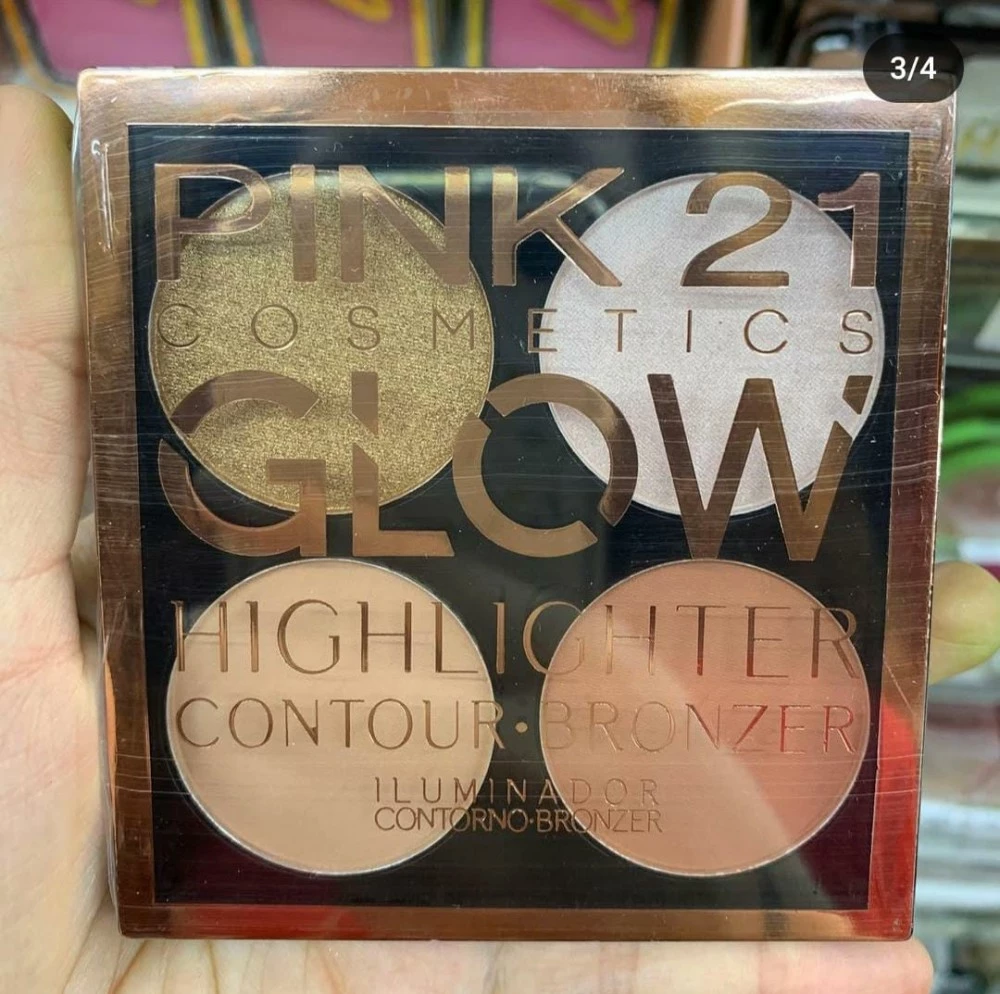 3/4
PINK 21
COSMETICS
GLOW
HIGHLIGHTER
CONTOUR·BRONZER
ILUMINADOR
CONTORNO·BRONZER